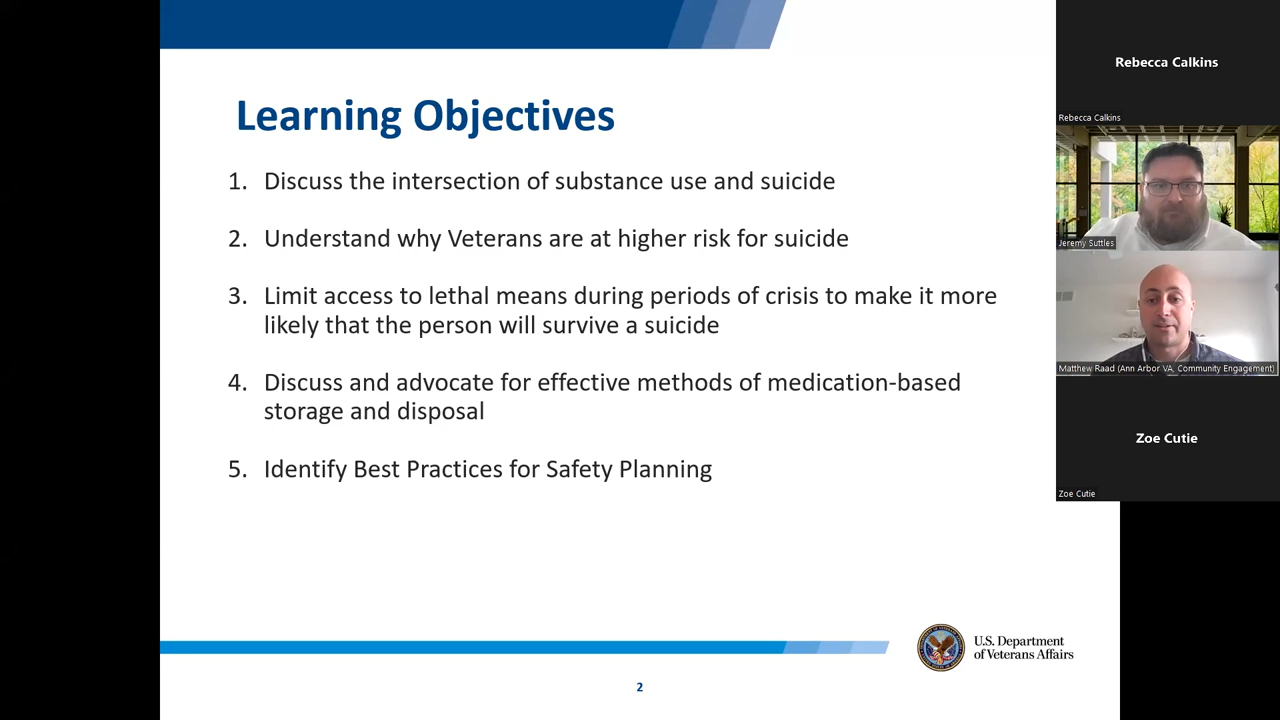 Learning Objectives
1. Discuss the intersection of substance use and suicide
2. Understand why Veterans are at higher risk for suicide
3. Limit access to lethal means during periods of crisis to make it more
likely that the person will survive a suicide
4. Discuss and advocate for effective methods of medication-based
storage and disposal
5. Identify Best Practices for Safety Planning
U.S. Department
of Veterans Affairs
2
Rebecca Calkins
Rebecca Calkins
Jeremy Suttles
Matthew Raad (Ann Arbor VA, Community Engagement)
Zoe Cutie
Zoe Cutie